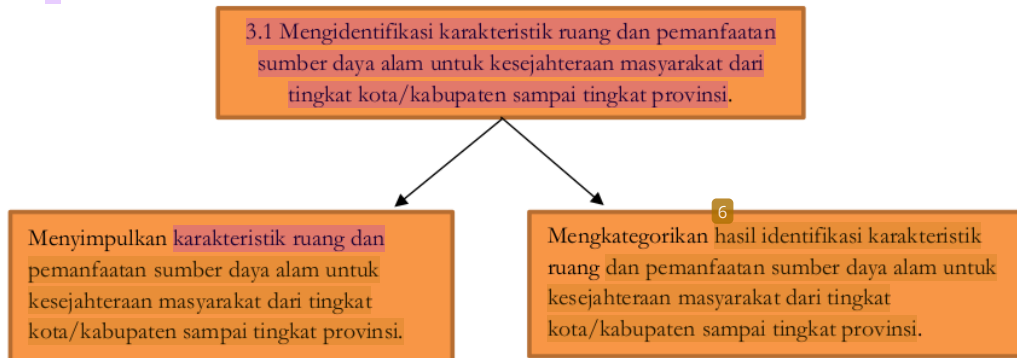 3.1 Mengidentifikasi karakteristik ruang dan pemanfaatan
sumber daya alam untuk kesejahteraan masyarakat dari
tingkat kota/kabupaten sampai tingkat provinsi.
Menyimpulkan karakteristik ruang dan
pemanfaatan sumber daya alam untuk
kesejahteraan masyarakat dari tingkat
kota/kabupaten sampai tingkat provinsi.
6
Mengkategorikan hasil identifikasi karakteristik
ruang dan pemanfaatan sumber daya alam untuk
kesejahteraan masyarakat dari tingkat
kota/kabupaten sampai tingkat provinsi.